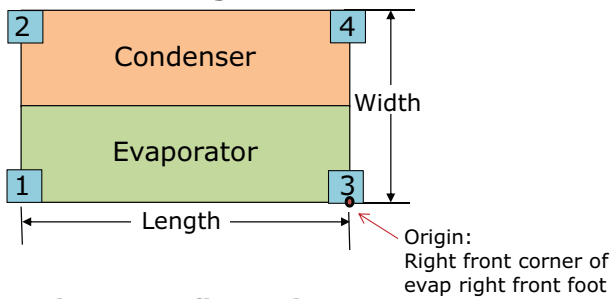 2
4
Condenser
Width
Evaporator
1
3
Length
Origin:
Right front corner of
evap right front foot